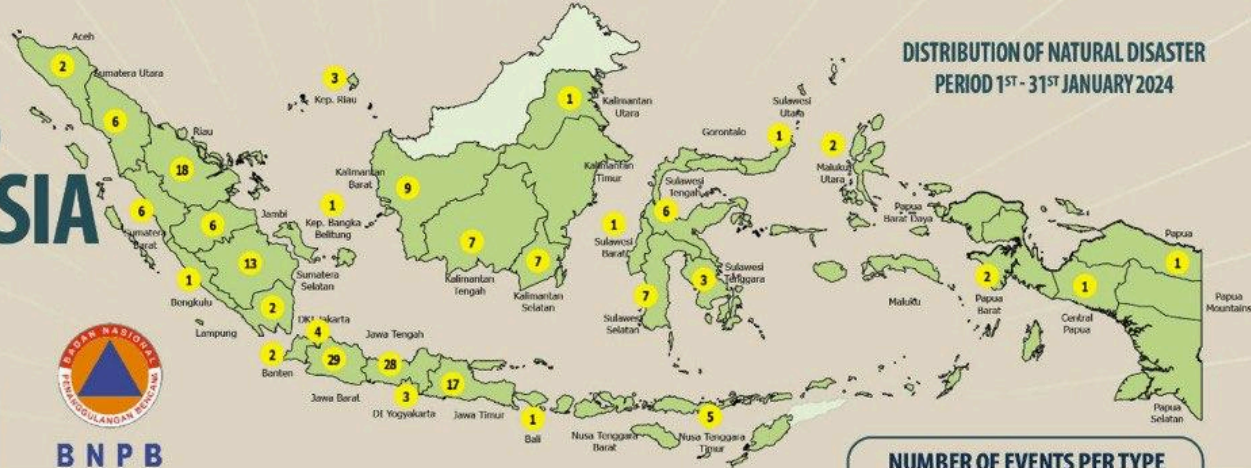 DISTRIBUTION OF NATURAL DISASTER
PERIOD 1ST - 31ST JANUARY 2024
SIA
Aceh
2
Sumatera Utara
6
Riau
18
Kep. Riau
3
Sumatera
Barat
6
Jambi
6
Kep. Bangka
Belitung
1
Sumatera
Selatan
13
Bengkulu
1
Lampung
2
Banten
2
DKI Jakarta
4
Jawa Barat
29
Jawa Tengah
28
DI Yogyakarta
3
Jawa Timur
17
Bali
1
Nusa Tenggara
Barat
Nusa Tenggara
Timur
5
Kalimantan
Barat
9
Kalimantan
Tengah
7
Kalimantan
Selatan
7
Kalimantan
Timur
Kalimantan
Utara
1
Sulawesi
Utara
1
Gorontalo
Sulawesi
Tengah
6
Sulawesi
Barat
1
Sulawesi
Selatan
7
Sulawesi
Tenggara
3
Maluku
Utara
2
Maluku
Papua
Barat Daya
Papua
Barat
2
Central
Papua
1
Papua
1
Papua
Mountains
Papua
Selatan
BADAN NASIONAL
PENANGGULANGAN BENCANA
BNPB
NUMBER OF EVENTS PER TYPE